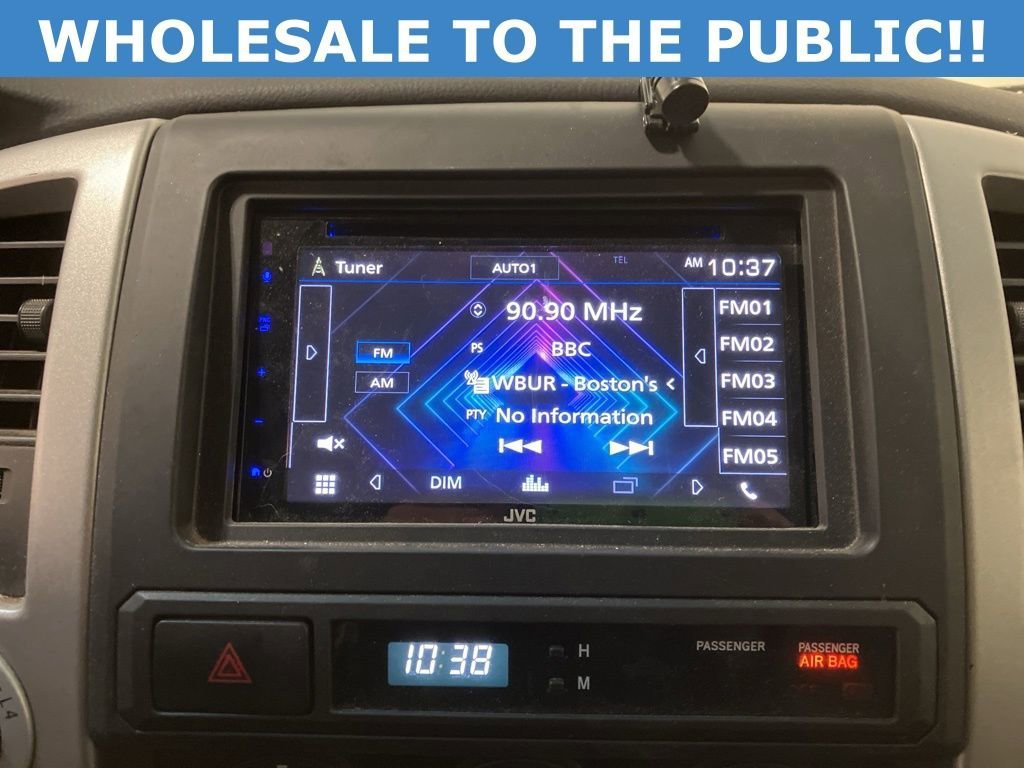 WHOLESALE TO THE PUBLIC!!
Tuner
AUTO1
TEL
AM 10:37
90.90 MHz
FM01
FM
PS BBC
FM02
AM
WBUR - Boston's <
FM03
PTY No Information
FM04
FM05
DIM
JVC
10:38
H
M
PASSENGER
PASSENGER
AIR BAG
4